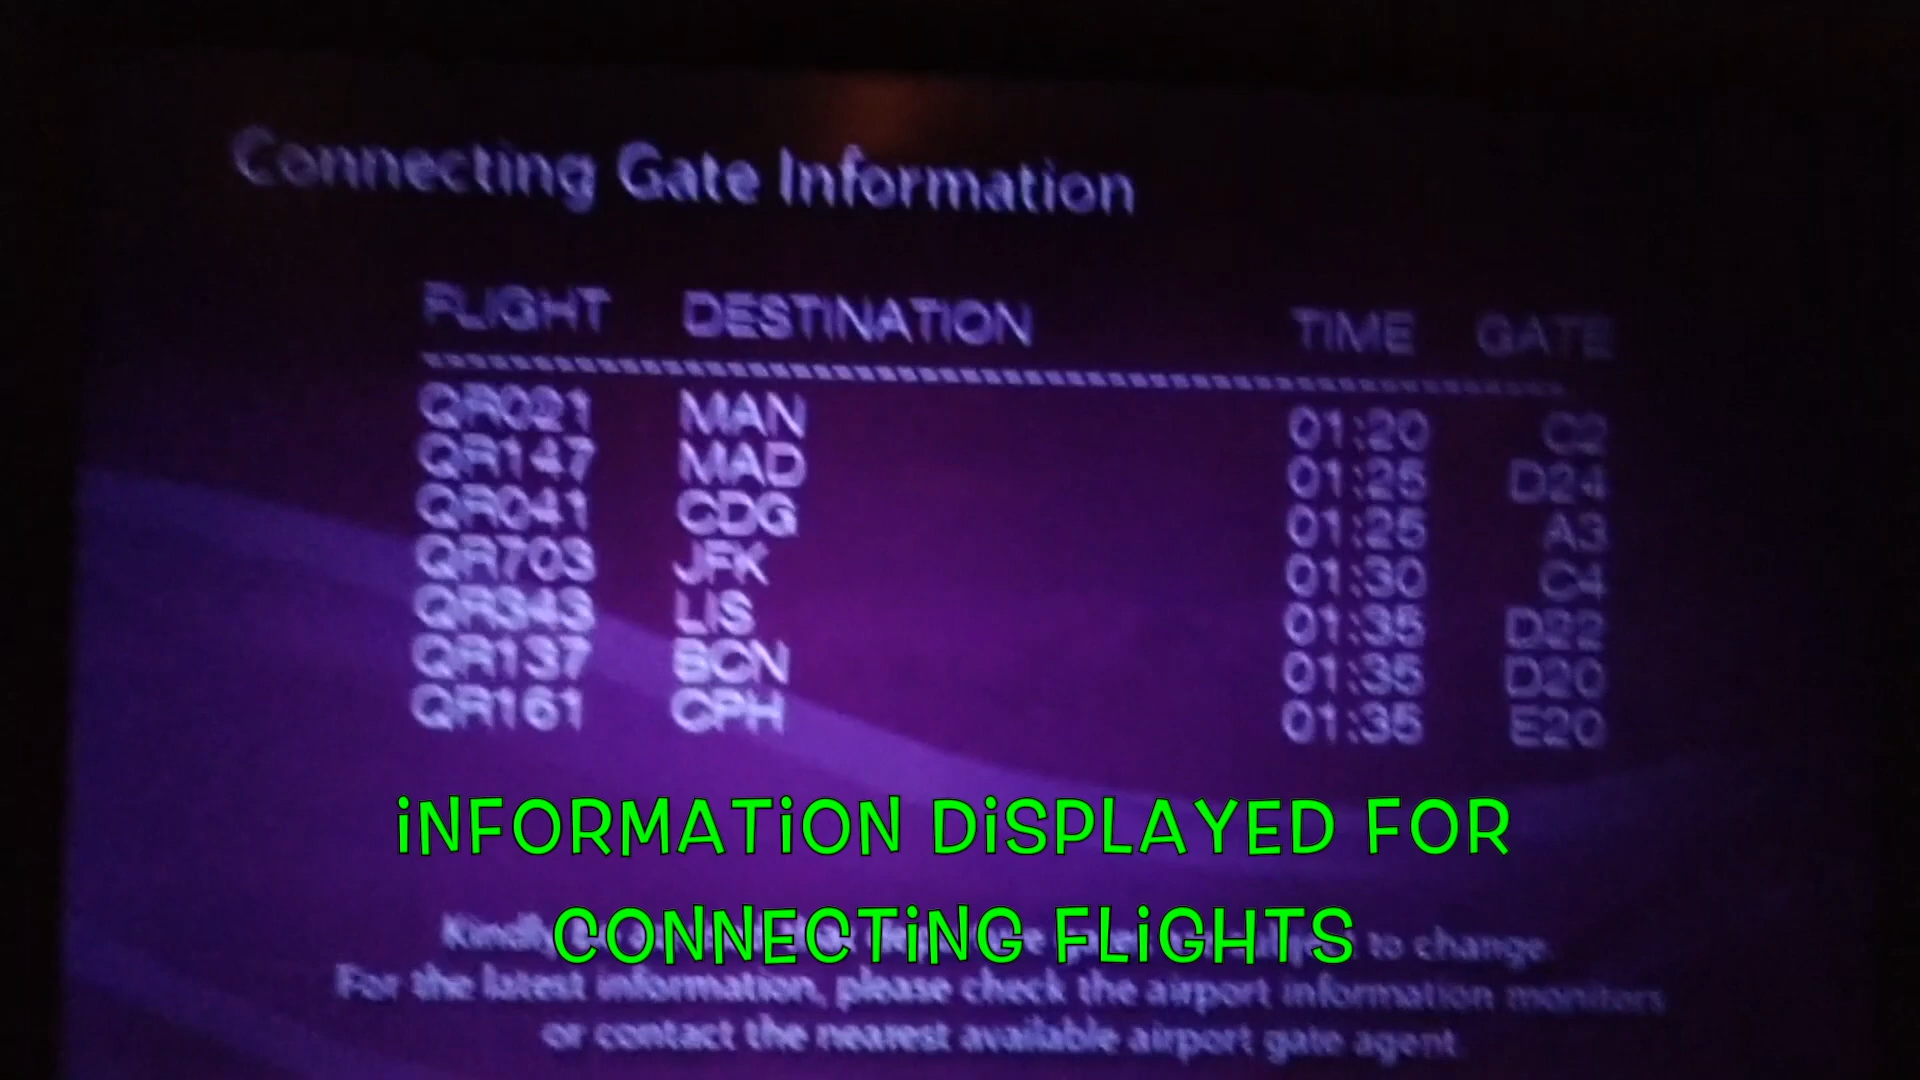 Connecting Gate Information
FLIGHT DESTINATION TIME GATE
QR021 MAN 01:20 C2
QR147 MAD 01:25 D24
QR041 CDG 01:25 A3
QR703 JFK 01:30 C4
QR343 LIS 01:35 D22
QR137 BCN 01:35 D20
QR161 CPH 01:35 E20
iNFORMATiON DiSPLAYED FOR
CONNECTiNG FLiGHTS
Kindly to change.
For the latest information, please check the airport information monitors
or contact the nearest available airport gate agent.